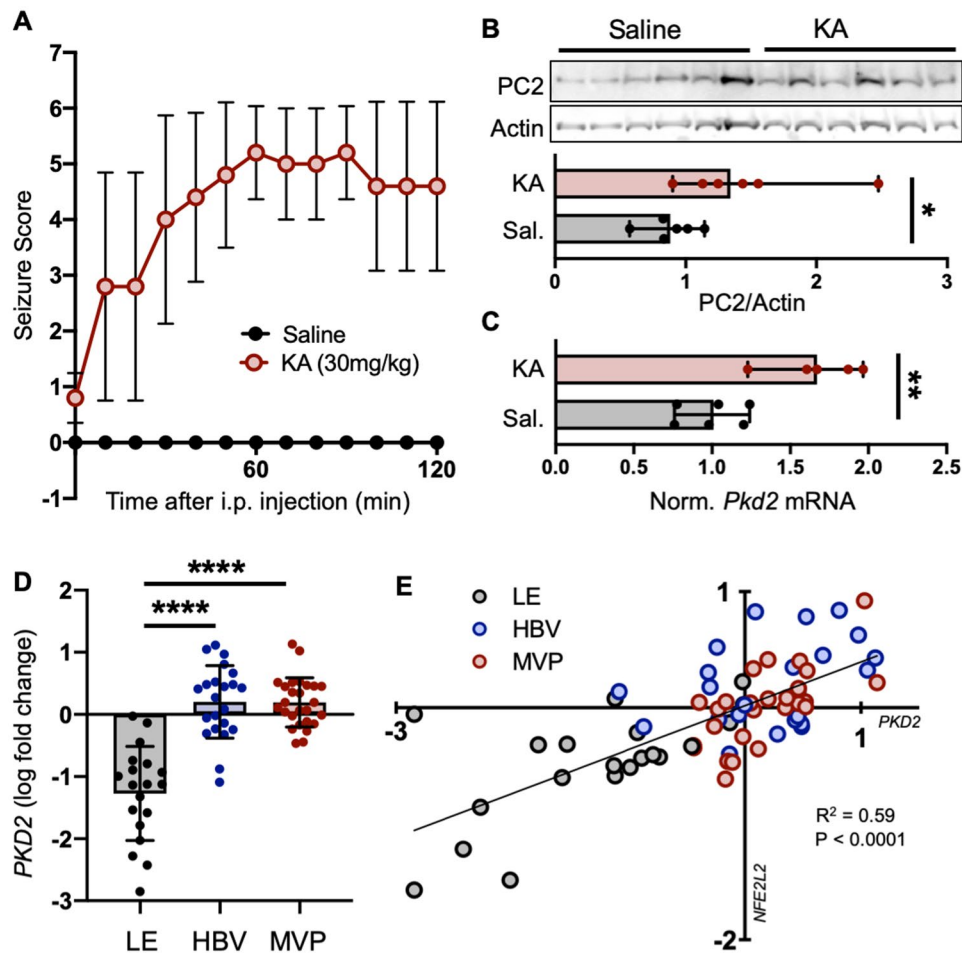 A
7
6
5
4
3
2
1
0
-1
Seizure Score
Saline
KA (30mg/kg)
60
120
Time after i.p. injection (min)
B
Saline
KA
PC2
Actin
KA
Sal.
*
0
1
2
3
PC2/Actin
C
KA
Sal.
**
0.0
0.5
1.0
1.5
2.0
2.5
Norm. Pkd2 mRNA
D
****
****
2
1
0
-1
-2
-3
PKD2 (log fold change)
LE
HBV
MVP
E
LE
HBV
MVP
1
-3
PKD2
1
R2 = 0.59
P < 0.0001
NFE2L2
-2